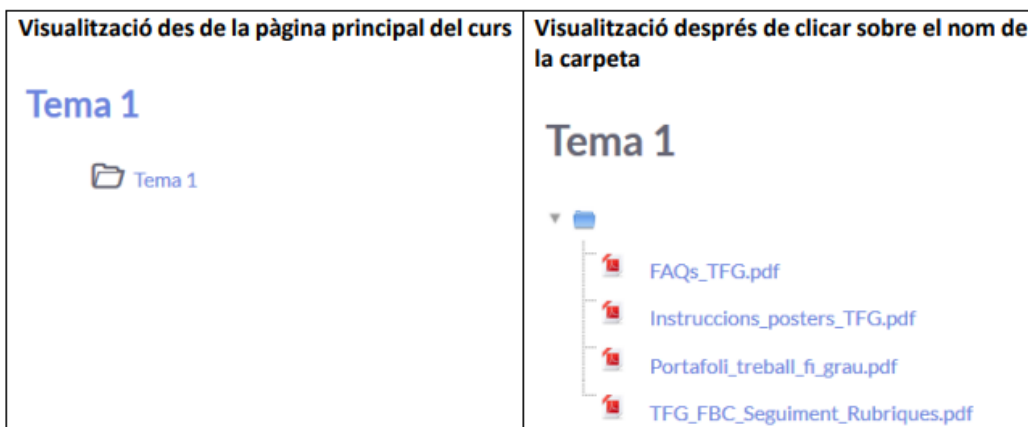 Visualització des de la pàgina principal del curs
Tema 1
Tema 1
Visualització després de clicar sobre el nom de
la carpeta
Tema 1
FAQs_TFG.pdf
Instruccions_posters_TFG.pdf
Portafoli_treball_fi_grau.pdf
TFG_FBC_Seguiment_Rubriques.pdf